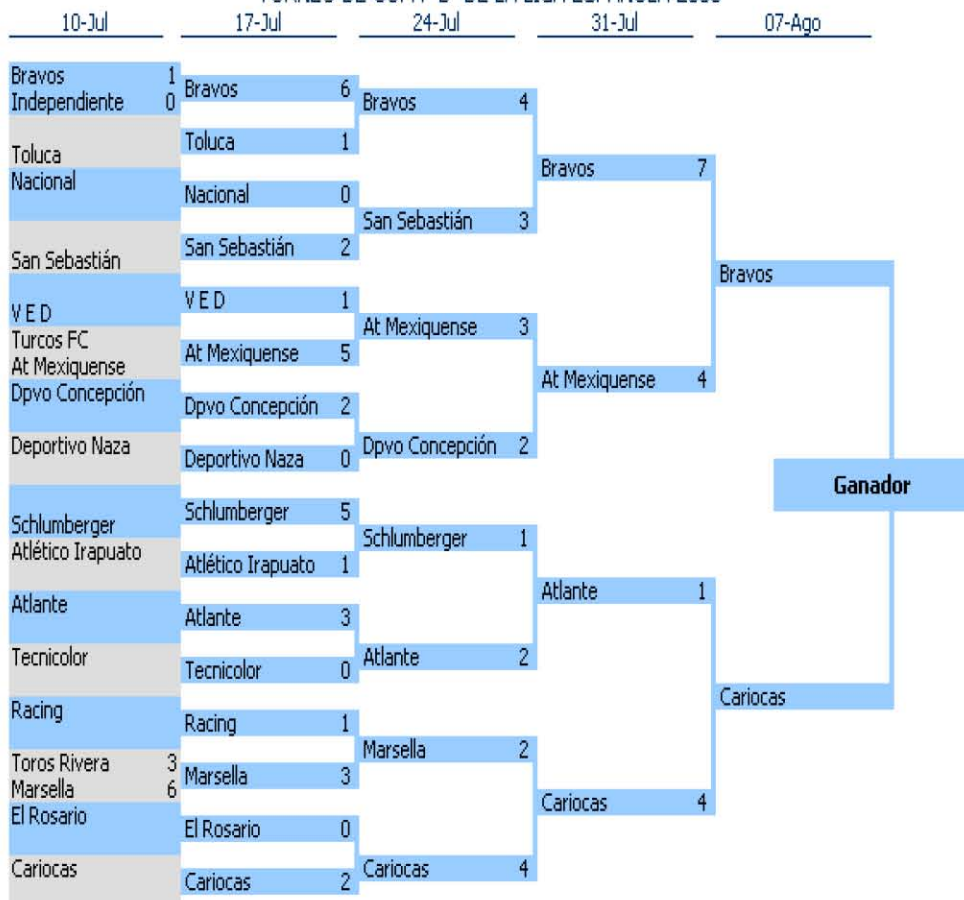 10-Jul 17-Jul 24-Jul 31-Jul 07-Ago
Bravos 1
Independiente 0
Toluca
Nacional
San Sebastián
V E D
Turcos FC
At Mexiquense
Dpvo Concepción
Deportivo Naza
Schlumberger
Atlético Irapuato
Atlante
Tecnicolor
Racing
Toros Rivera 3
Marsella 6
El Rosario
Cariocas
Bravos 6
Toluca 1
Nacional 0
San Sebastián 2
V E D 1
At Mexiquense 5
Dpvo Concepción 2
Deportivo Naza 0
Schlumberger 5
Atlético Irapuato 1
Atlante 3
Tecnicolor 0
Racing 1
Marsella 3
El Rosario 0
Cariocas 2
Bravos 4
San Sebastián 3
At Mexiquense 3
Dpvo Concepción 2
Schlumberger 1
Atlante 2
Marsella 2
Cariocas 4
Bravos 7
At Mexiquense 4
Atlante 1
Cariocas 4
Bravos
Cariocas
Ganador